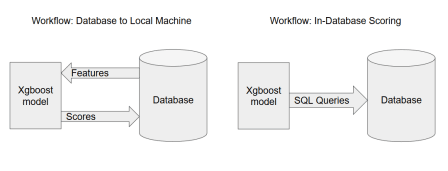 Workflow: Database to Local Machine
Features
Xgboost
model
Database
Scores
Workflow: In-Database Scoring
Xgboost
model
SQL Queries
Database